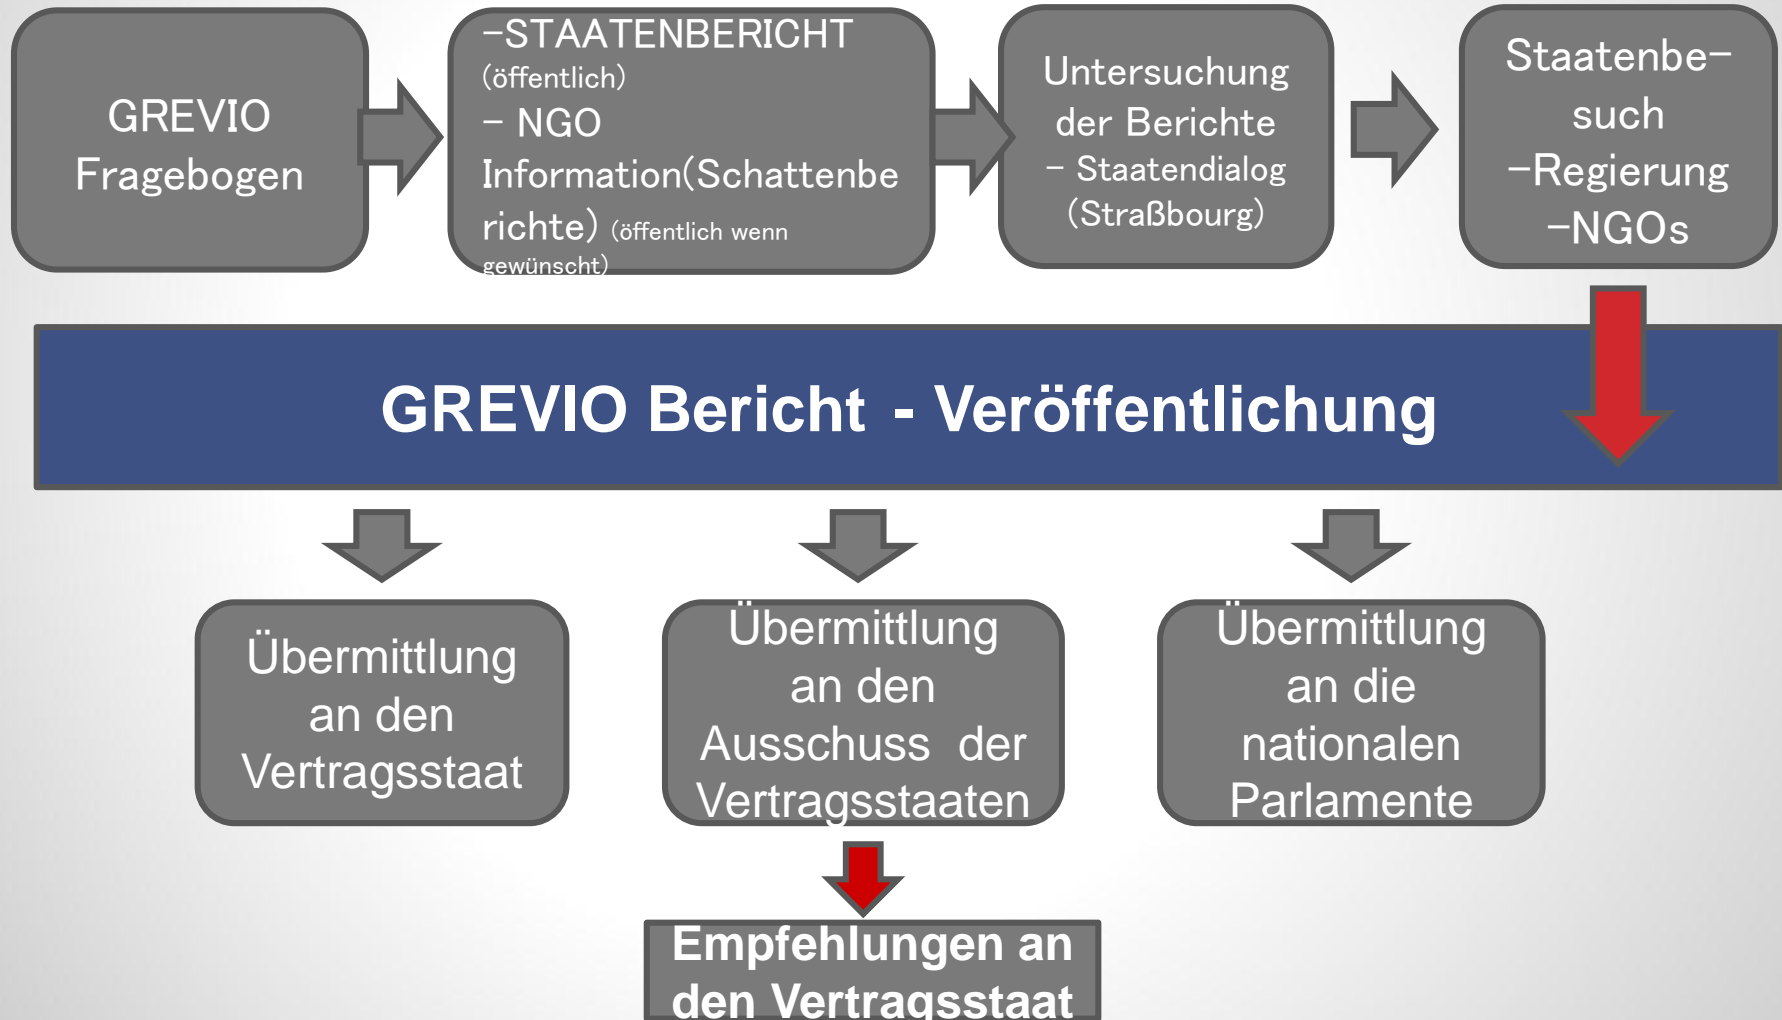 GREVIO
Fragebogen
–STAATENBERICHT
(öffentlich)
– NGO
Information(Schattenbe
richte) (öffentlich wenn
gewünscht)
Untersuchung
der Berichte
– Staatendialog
(Straßbourg)
Staatenbe–
such
–Regierung
–NGOs
GREVIO Bericht - Veröffentlichung
Übermittlung
an den
Vertragsstaat
Übermittlung
an den
Ausschuss der
Vertragsstaaten
Übermittlung
an die
nationalen
Parlamente
Empfehlungen an
den Vertragsstaat